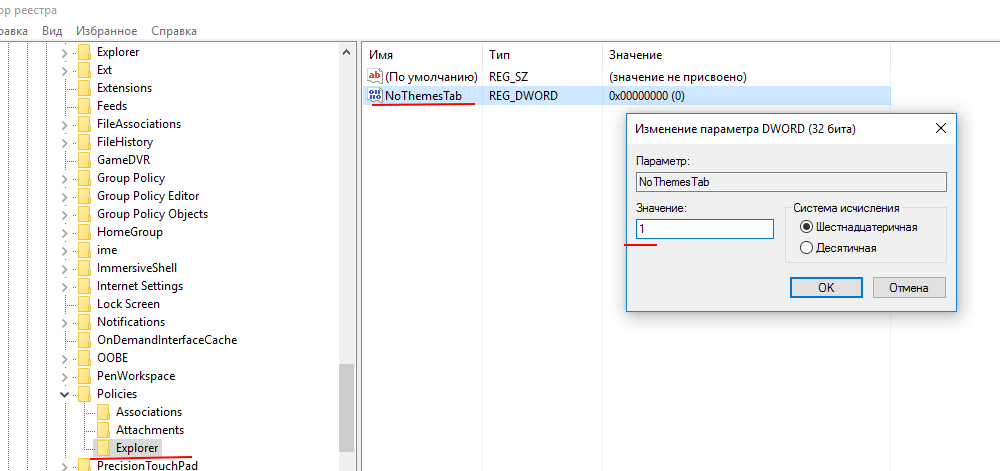 ор реестра
равка Вид Избранное Справка
Explorer
Ext
Extensions
Feeds
FileAssociations
FileHistory
GameDVR
Group Policy
Group Policy Editor
Group Policy Objects
HomeGroup
ime
ImmersiveShell
Internet Settings
Lock Screen
Notifications
OnDemandInterfaceCache
OOBE
PenWorkspace
Policies
Associations
Attachments
Explorer
PrecisionTouchPad
Имя Тип Значение
ab (По умолчанию) REG_SZ (значение не присвоено)
NoThemesTab REG_DWORD 0x00000000 (0)
Изменение параметра DWORD (32 бита)
Параметр:
NoThemesTab
Значение:
1
Система исчисления
Шестнадцатеричная
Десятичная
OK Отмена